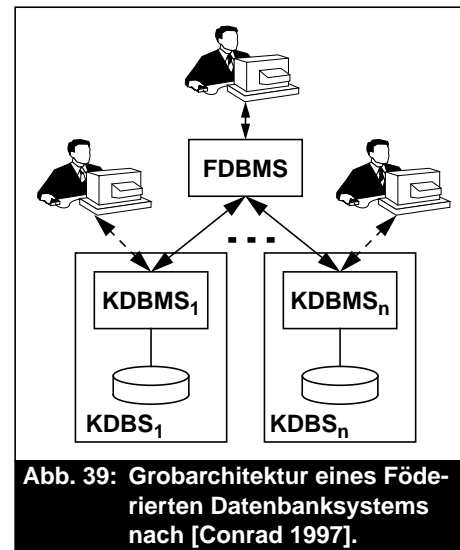 FDBMS
KDBMS1 KDBMSn
KDBS1 KDBSn
Abb. 39: Grobarchitektur eines Föde-
rierten Datenbanksystems
nach [Conrad 1997].